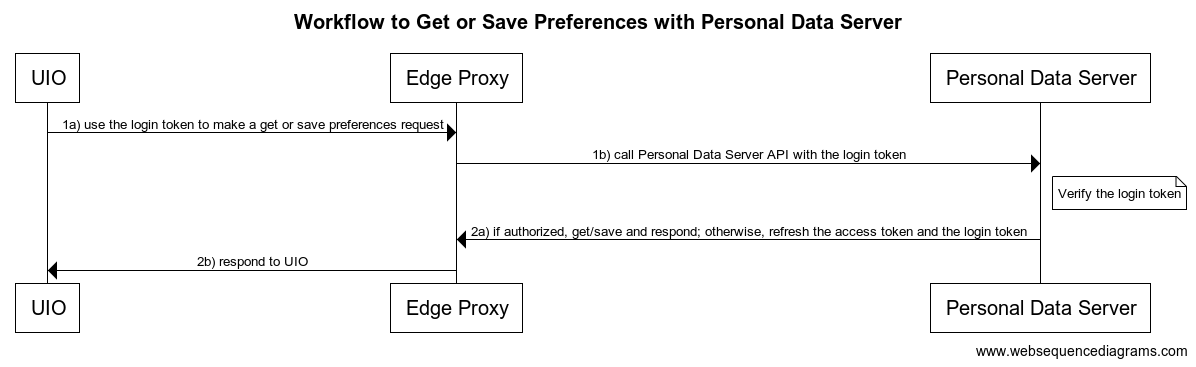 Workflow to Get or Save Preferences with Personal Data Server
UIO
Edge Proxy
Personal Data Server
1a) use the login token to make a get or save preferences request
1b) call Personal Data Server API with the login token
Verify the login token
2a) if authorized, get/save and respond; otherwise, refresh the access token and the login token
2b) respond to UIO
UIO
Edge Proxy
Personal Data Server
www.websequencediagrams.com